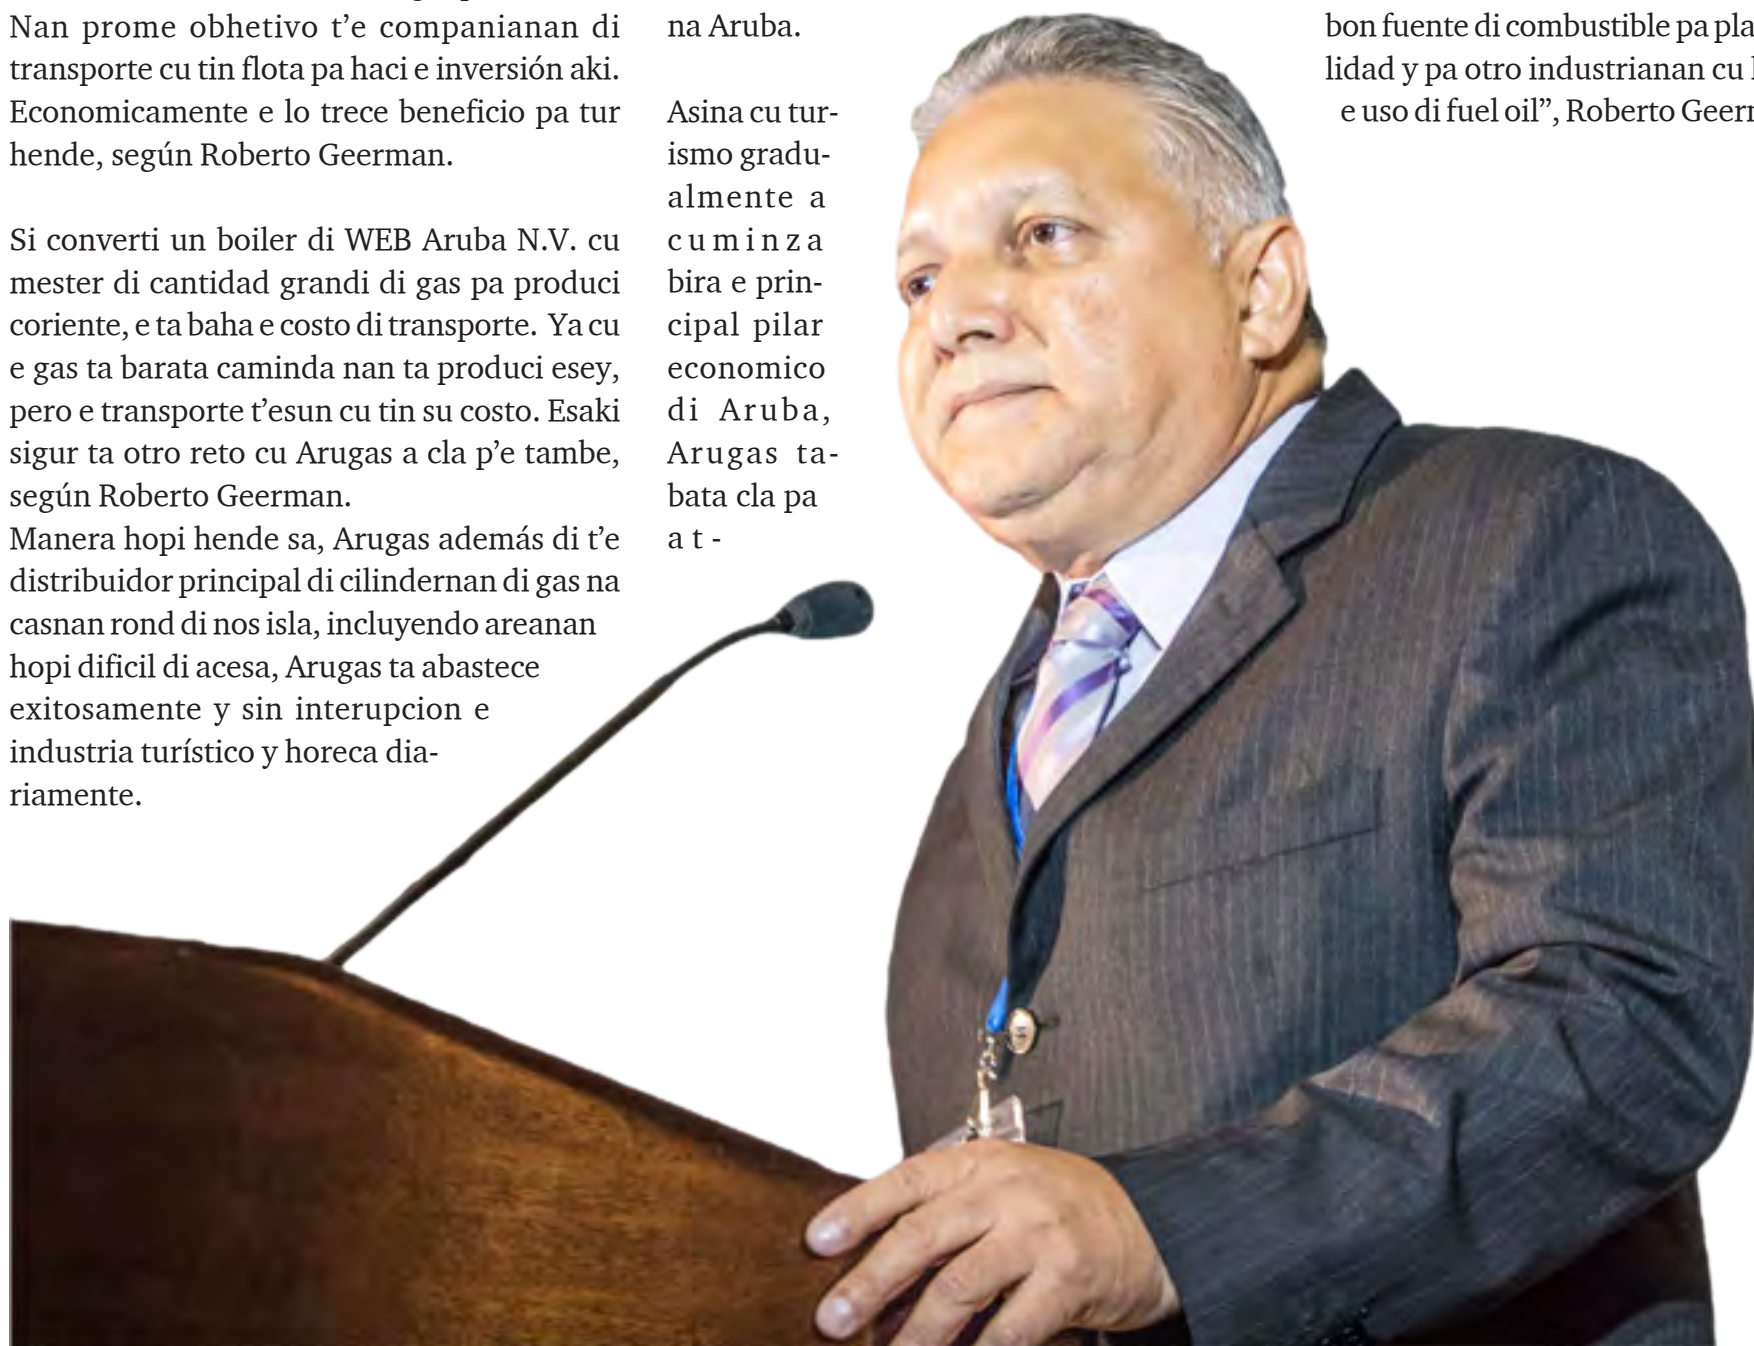 Nan prome obhetivo t’e companianan di
transporte cu tin flota pa haci e inversión aki.
Economicamente e lo trece beneficio pa tur
hende, según Roberto Geerman.
Si converti un boiler di WEB Aruba N.V. cu
mester di cantidad grandi di gas pa produci
coriente, e ta baha e costo di transporte. Ya cu
e gas ta barata caminda nan ta produci esey,
pero e transporte t’esun cu tin su costo. Esaki
sigur ta otro reto cu Arugas a cla p’e tambe,
según Roberto Geerman.
Manera hopi hende sa, Arugas además di t’e
distribuidor principal di cilindernan di gas na
casnan rond di nos isla, incluyendo areanan
hopi dificil di acesa, Arugas ta abastece
exitosamente y sin interupcion e
industria turístico y horeca dia-
riamente.
na Aruba.
Asina cu tur-
ismo gradu-
almente a
cuminza
bira e prin-
cipal pilar
economico
di Aruba,
Arugas ta-
bata cla pa
at-
bon fuente di combustible pa
lidad y pa otro industrianan cu
e uso di fuel oil”, Roberto